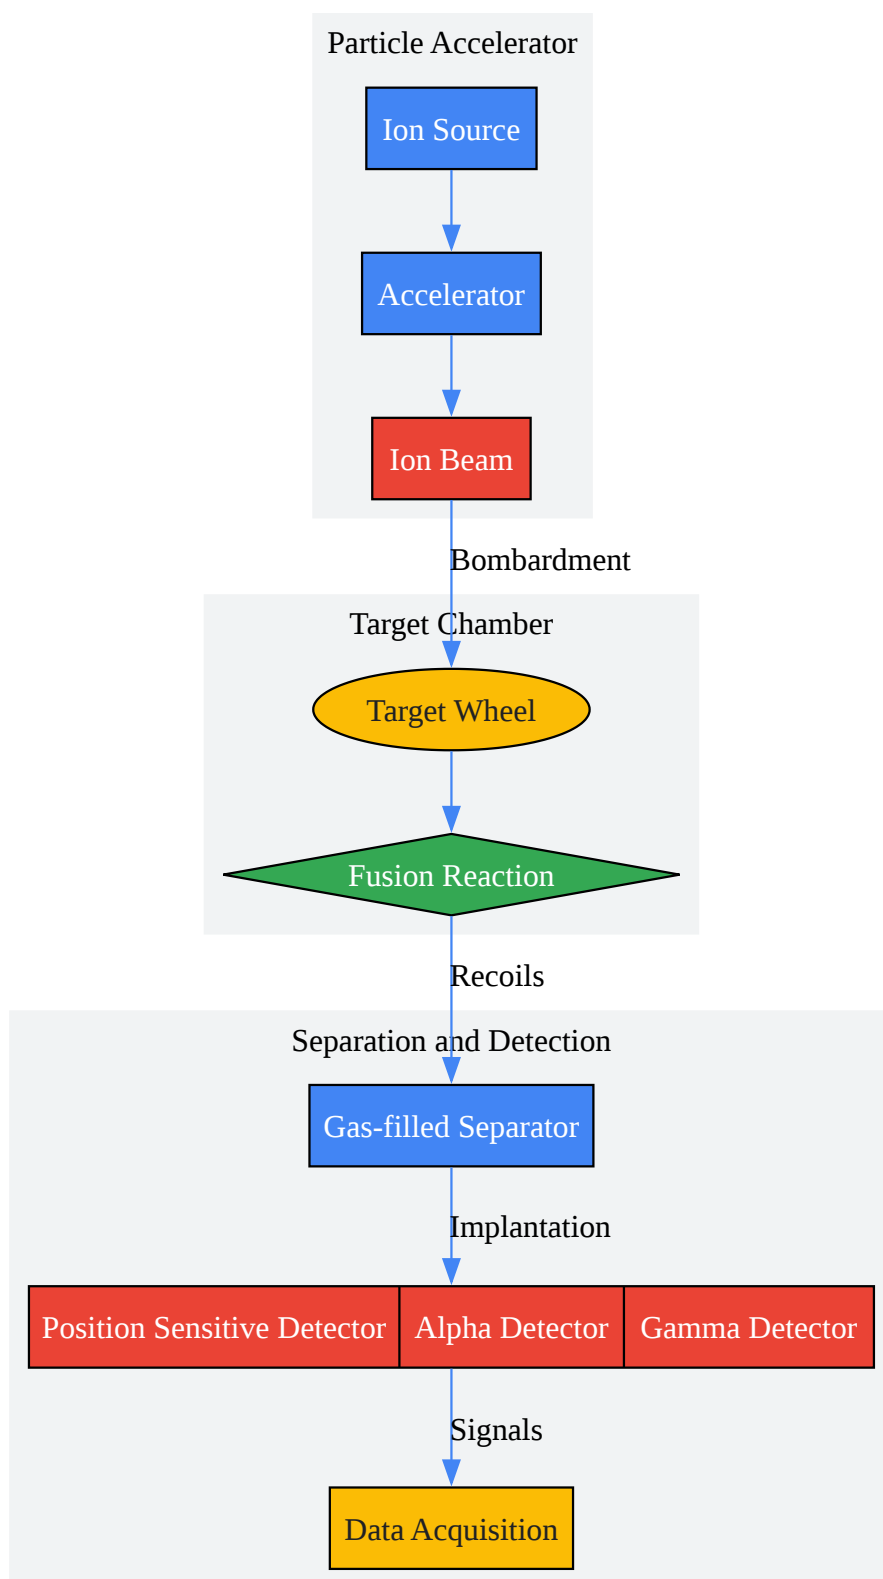 Particle Accelerator
Ion Source
Accelerator
Ion Beam
Bombardment
Target Chamber
Target Wheel
Fusion Reaction
Recoils
Separation and Detection
Gas-filled Separator
Implantation
Position Sensitive Detector
Alpha Detector
Gamma Detector
Signals
Data Acquisition